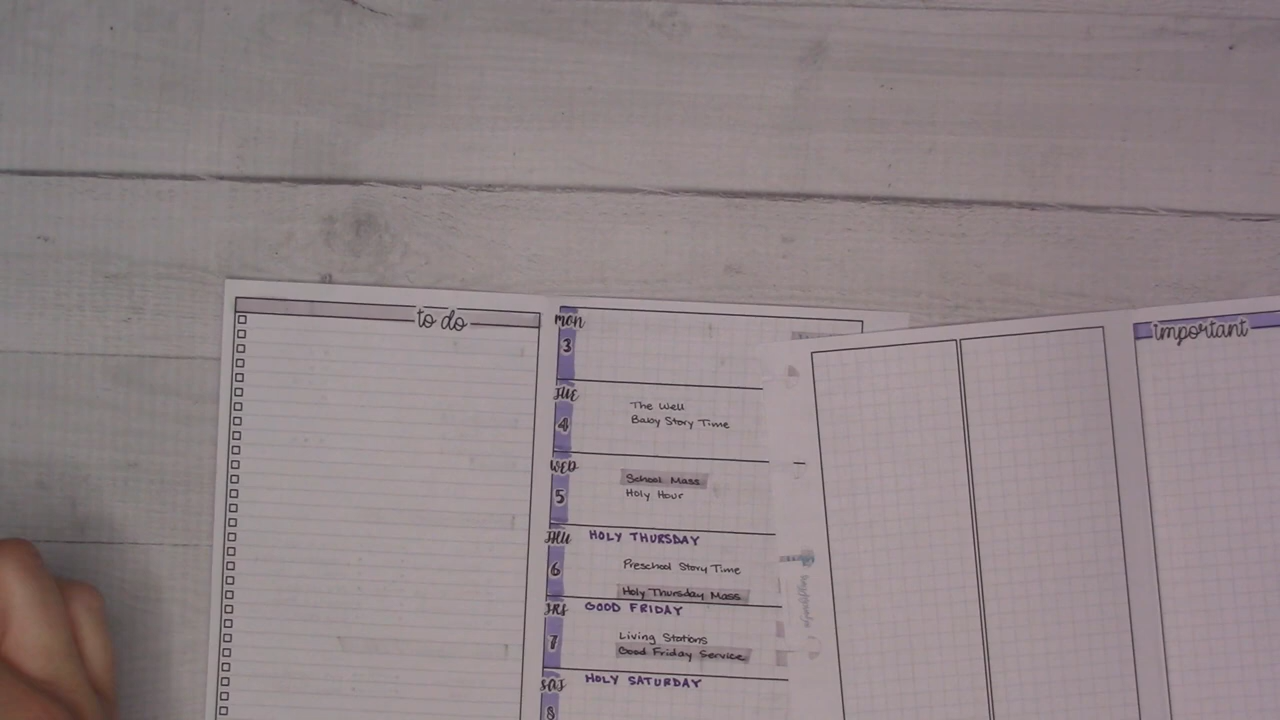 to do
mon
3
TUE
4
The Well
Baby Story Time
WED
5
School Mass
Holy Hour
THU
HOLY THURSDAY
6
Preschool Story Time
Holy Thursday Mass
FRI
GOOD FRIDAY
7
Living Stations
Good Friday Service
SAT
HOLY SATURDAY
8
important